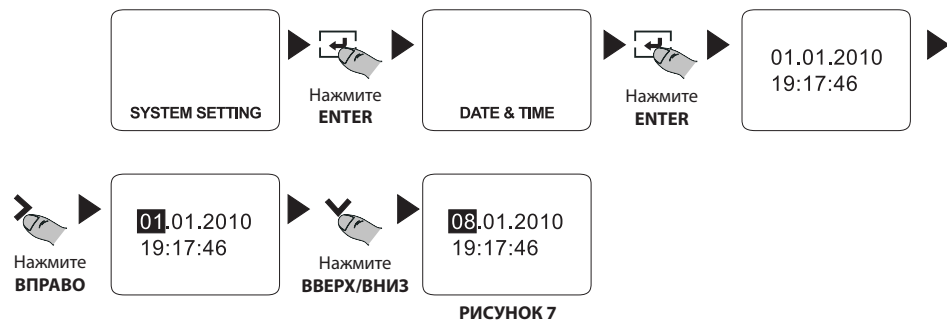 SYSTEM SETTING
Нажмите
ENTER
DATE & TIME
Нажмите
ENTER
01.01.2010
19:17:46
Нажмите
ВПРАВО
01.01.2010
19:17:46
Нажмите
ВВЕРХ/ВНИЗ
08.01.2010
19:17:46
РИСУНОК 7